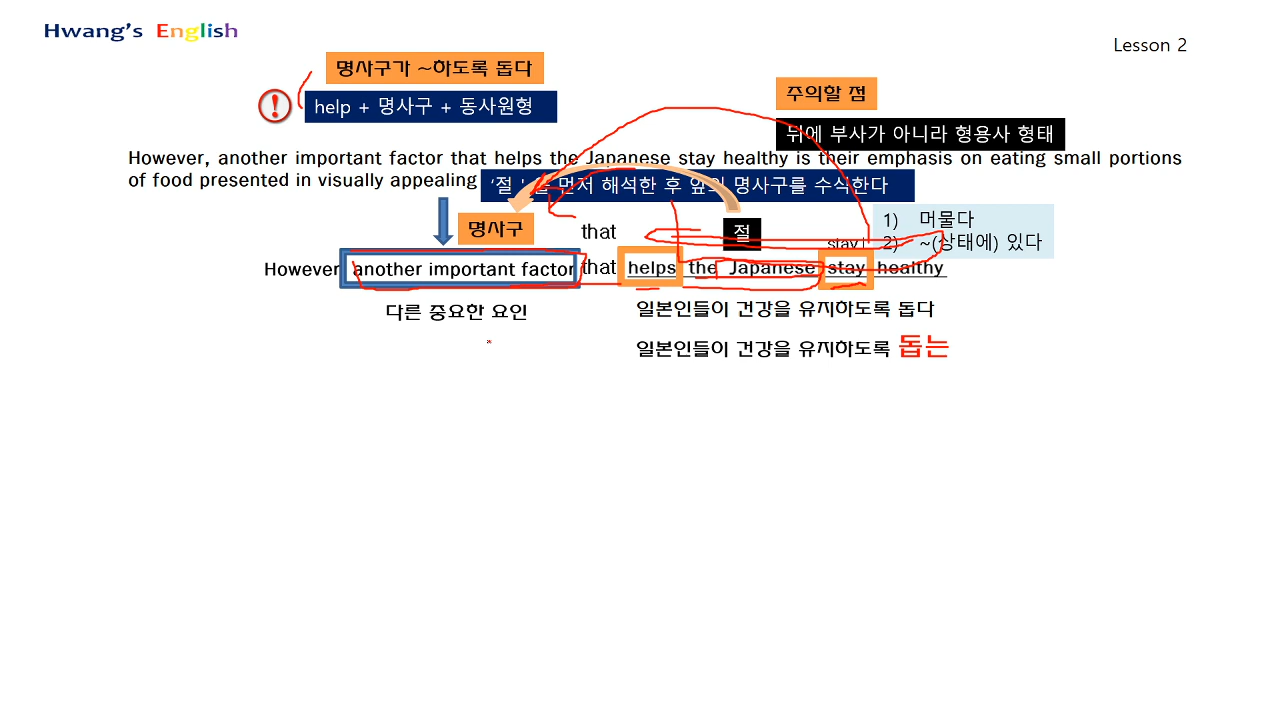 Hwang's English
Lesson 2
명사구가 ~하도록 돕다
help + 명사구 + 동사원형
주의할 점
뒤에 부사가 아니라 형용사 형태
However, another important factor that helps the Japanese stay healthy is their emphasis on eating small portions
of food presented in visually appealing
'절 ' 을 먼저 해석한 후 앞의 명사구를 수식한다
명사구
that
절
stay
1) 머물다
2) ~(상태에) 있다
However another important factor that helps the Japanese stay healthy
다른 중요한 요인
일본인들이 건강을 유지하도록 돕다
일본인들이 건강을 유지하도록 돕는